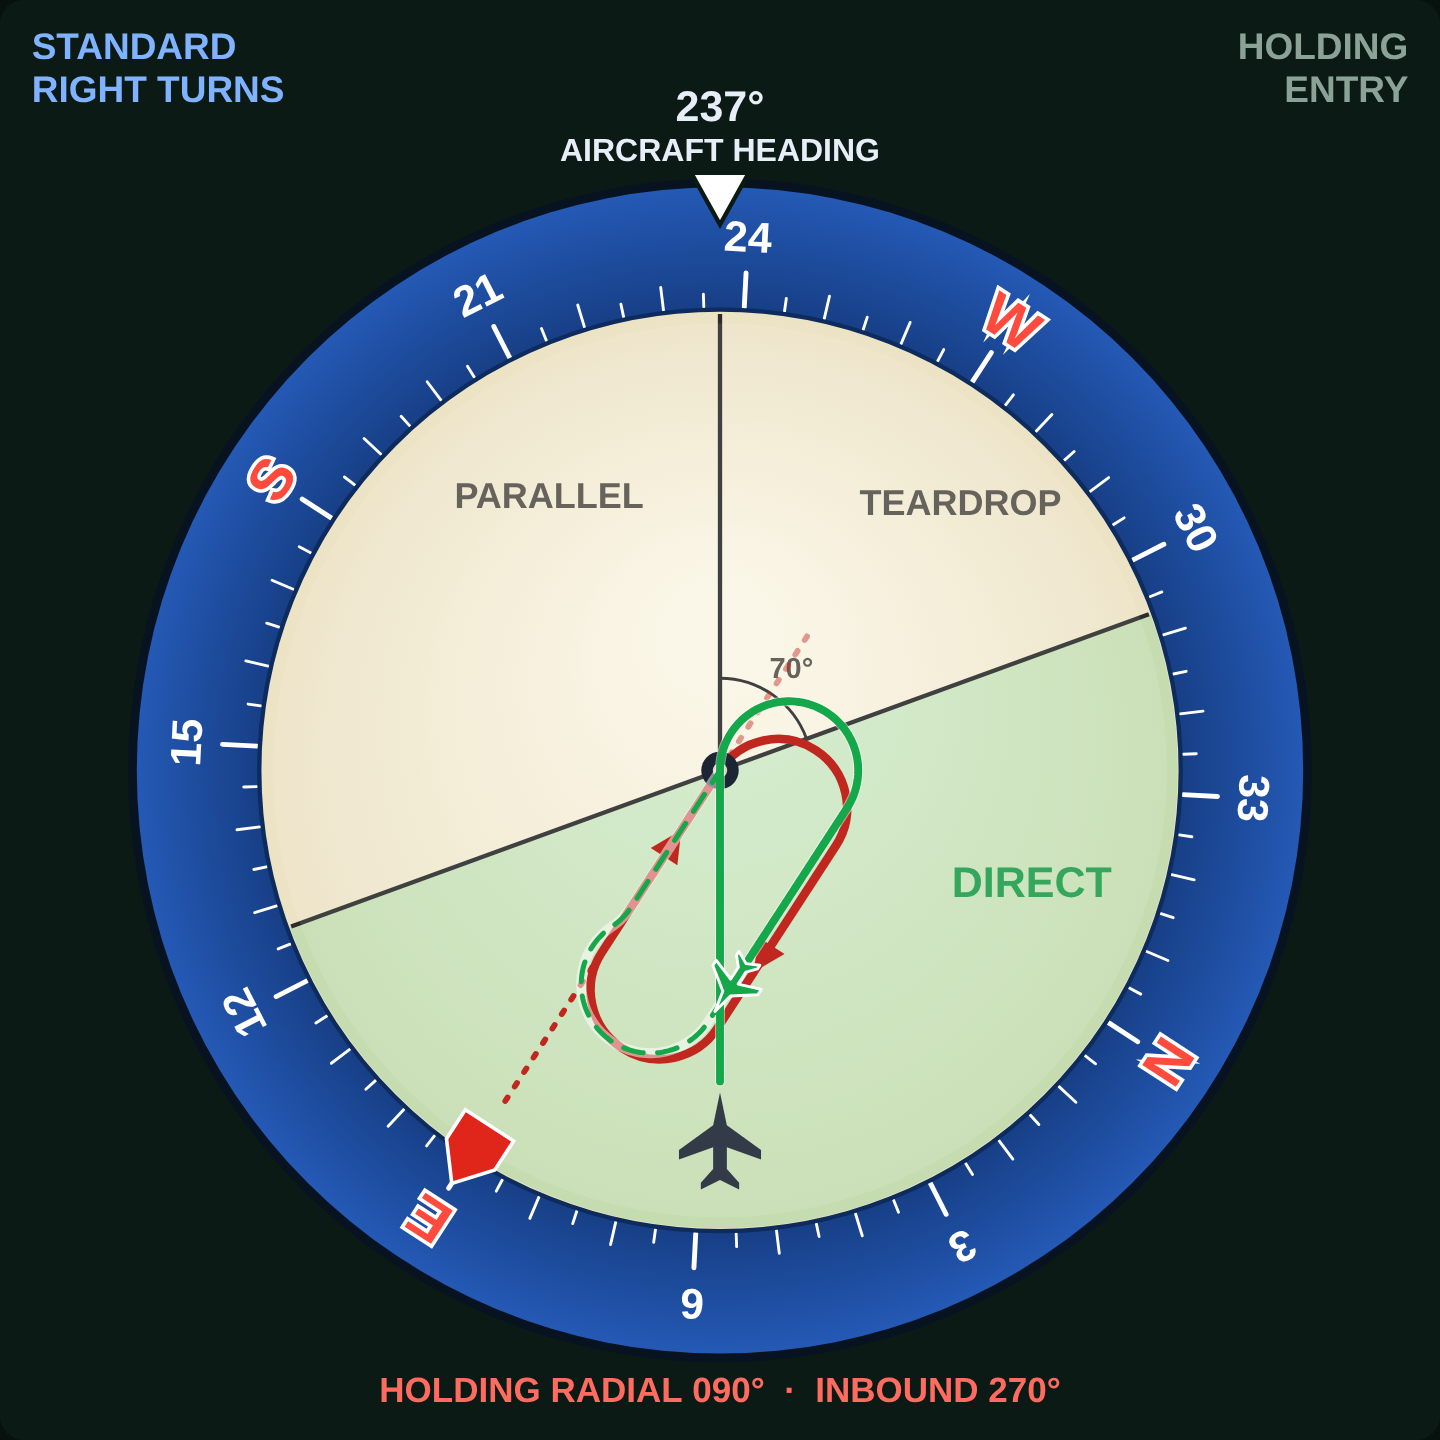 STANDARD
RIGHT TURNS
HOLDING
ENTRY
237°
AIRCRAFT HEADING
24
21
W
S
PARALLEL
TEARDROP
30
70°
15
33
DIRECT
12
N
E
3
6
HOLDING RADIAL 090° · INBOUND 270°